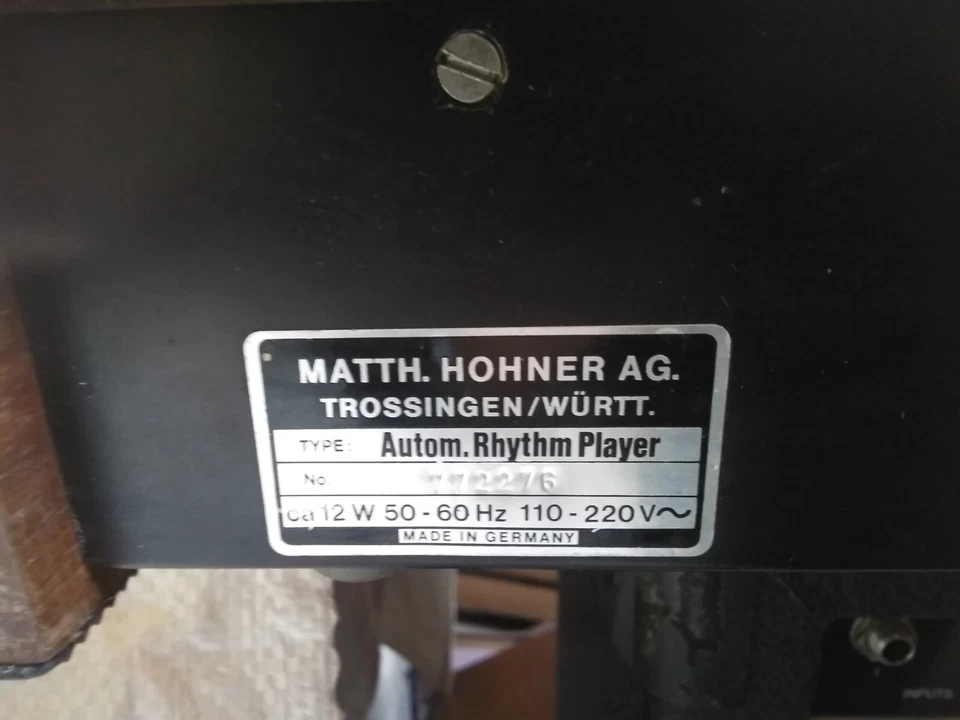 MATTH. HOHNER AG.
TROSSINGEN/WÜRTT.
TYPE: Autom. Rhythm Player
No. 772276
ca 12 W 50 - 60 Hz 110 - 220 V~
MADE IN GERMANY
INPUTS